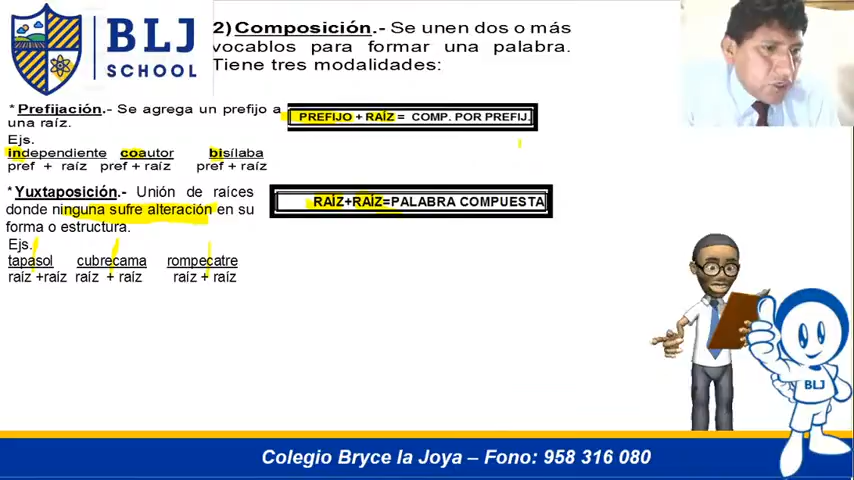 BLJ
SCHOOL
2) Composición.- Se unen dos o más
vocablos para formar una palabra.
Tiene tres modalidades:
* Prefijación.- Se agrega un prefijo a
una raíz.
PREFIJO + RAÍZ = COMP. POR PREFIJ.
Ejs.
independiente coautor bisílaba
pref + raíz pref + raíz pref + raíz
* Yuxtaposición.- Unión de raíces
donde ninguna sufre alteración en su
forma o estructura.
RAÍZ+RAÍZ=PALABRA COMPUESTA
Ejs.
tapasol cubrecama rompecatre
raíz +raíz raíz + raíz raíz + raíz
BLJ
Colegio Bryce la Joya – Fono: 958 316 080